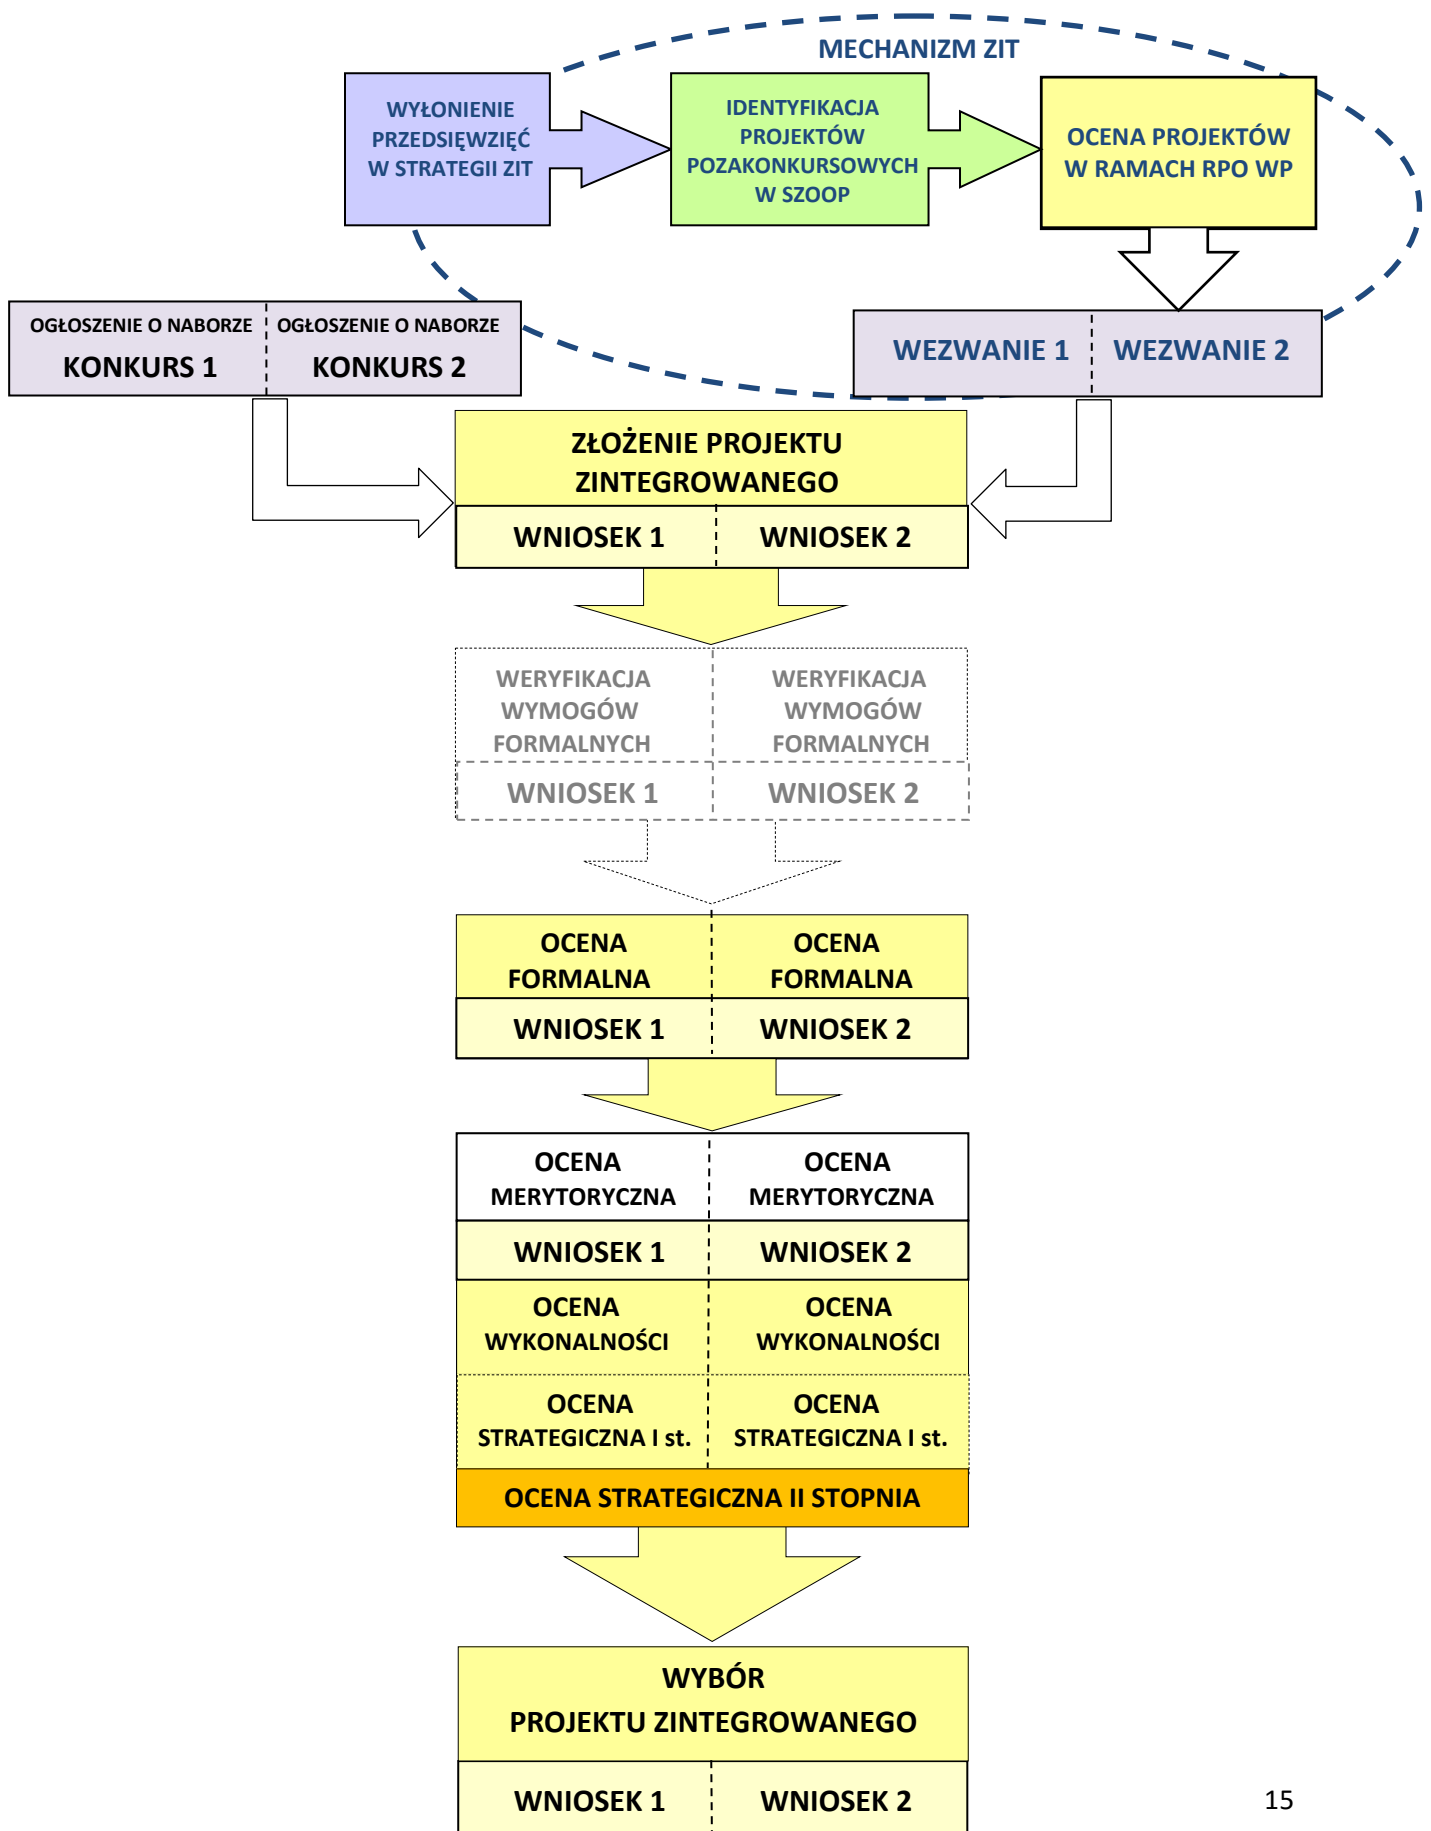 MECHANIZM ZIT
WYŁONIENIE
PRZEDSIĘWZIĘĆ
W STRATEGII ZIT
IDENTYFIKACJA
PROJEKTÓW
POZAKONKURSOWYCH
W SZOOP
OCENA PROJEKTÓW
W RAMACH RPO WP
OGŁOSZENIE O NABORZE
KONKURS 1
OGŁOSZENIE O NABORZE
KONKURS 2
WEZWANIE 1
WEZWANIE 2
ZŁOŻENIE PROJEKTU
ZINTEGROWANEGO
WNIOSEK 1
WNIOSEK 2
WERYFIKACJA
WYMOGÓW
FORMALNYCH
WERYFIKACJA
WYMOGÓW
FORMALNYCH
WNIOSEK 1
WNIOSEK 2
OCENA
FORMALNA
OCENA
FORMALNA
WNIOSEK 1
WNIOSEK 2
OCENA
MERYTORYCZNA
OCENA
MERYTORYCZNA
WNIOSEK 1
WNIOSEK 2
OCENA
WYKONALNOŚCI
OCENA
WYKONALNOŚCI
OCENA
STRATEGICZNA I st.
OCENA
STRATEGICZNA I st.
OCENA STRATEGICZNA II STOPNIA
WYBÓR
PROJEKTU ZINTEGROWANEGO
WNIOSEK 1
WNIOSEK 2
15